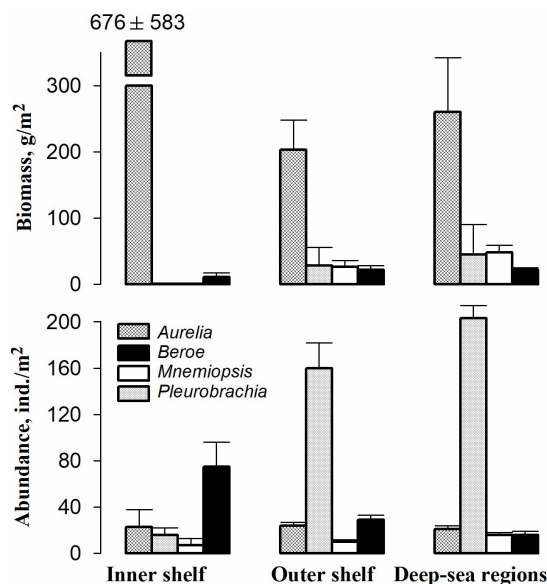 676 ± 583
Biomass, g/m²
300
200
100
0
Abundance, ind./m²
200
160
120
80
40
0
Aurelia
Beroe
Mnemiopsis
Pleurobrachia
Inner shelf
Outer shelf
Deep-sea regions